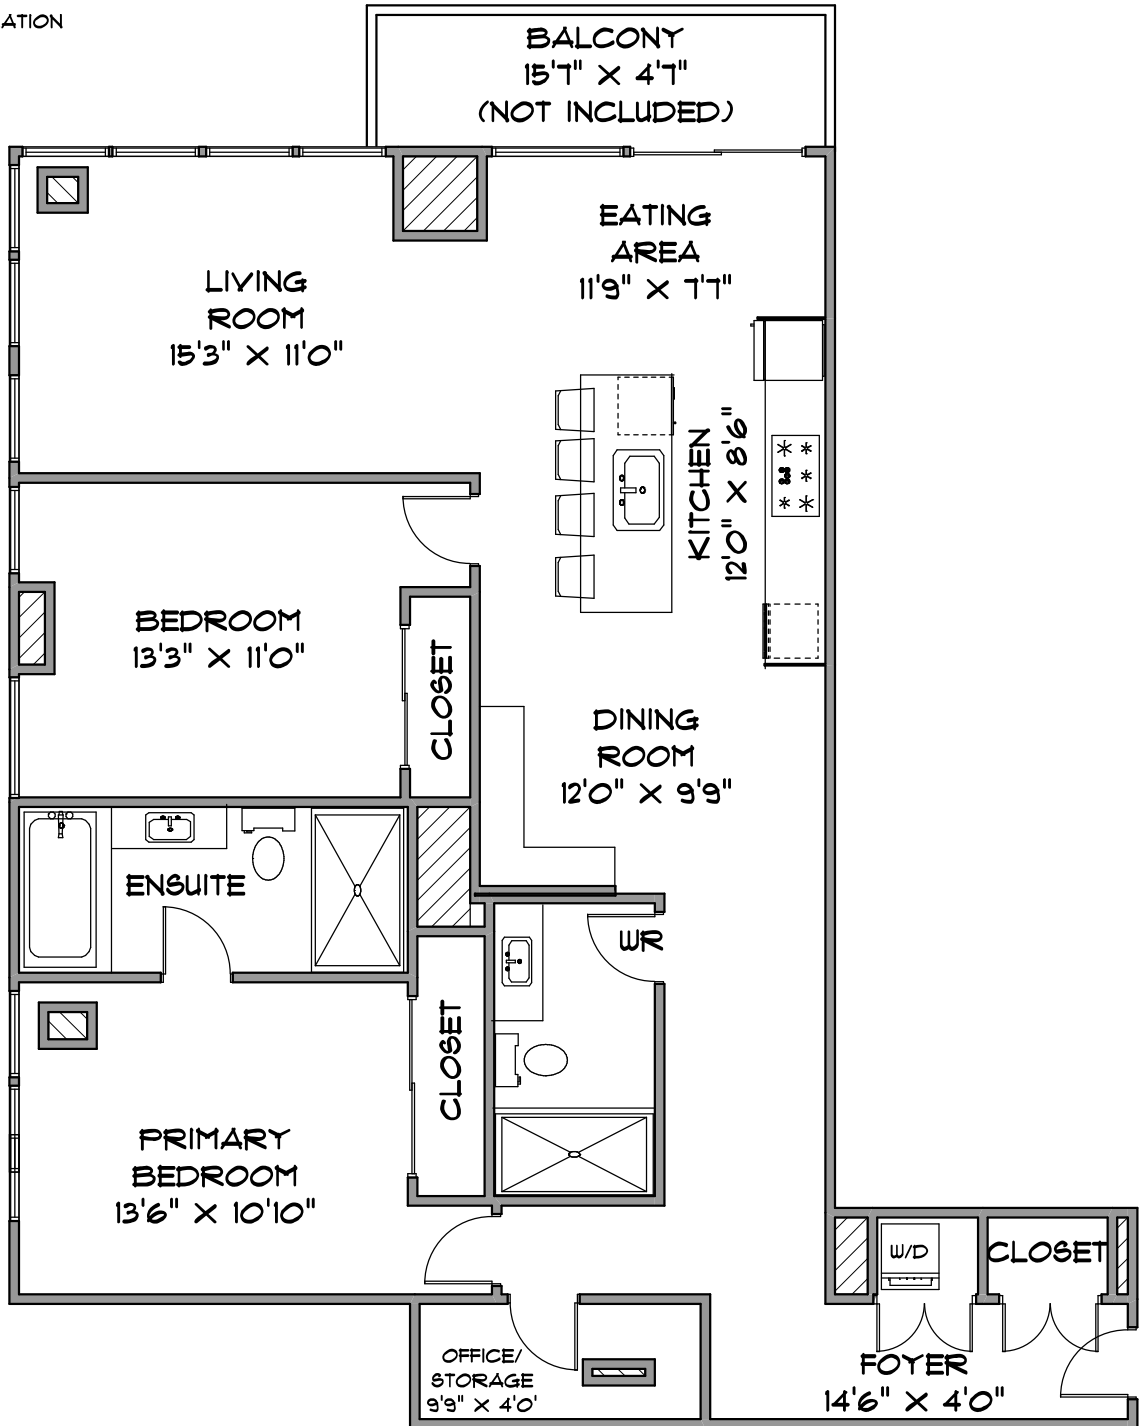 ATION
BALCONY
15'7" X 4'7"
(NOT INCLUDED)
EATING
AREA
11'9" X 7'7"
LIVING
ROOM
15'3" X 11'0"
KITCHEN
12'0" X 8'6"
BEDROOM
13'3" X 11'0"
CLOSET
DINING
ROOM
12'0" X 9'9"
ENSUITE
WR
CLOSET
PRIMARY
BEDROOM
13'6" X 10'10"
W/D
CLOSET
OFFICE/
STORAGE
9'9" X 4'0'
FOYER
14'6" X 4'0"